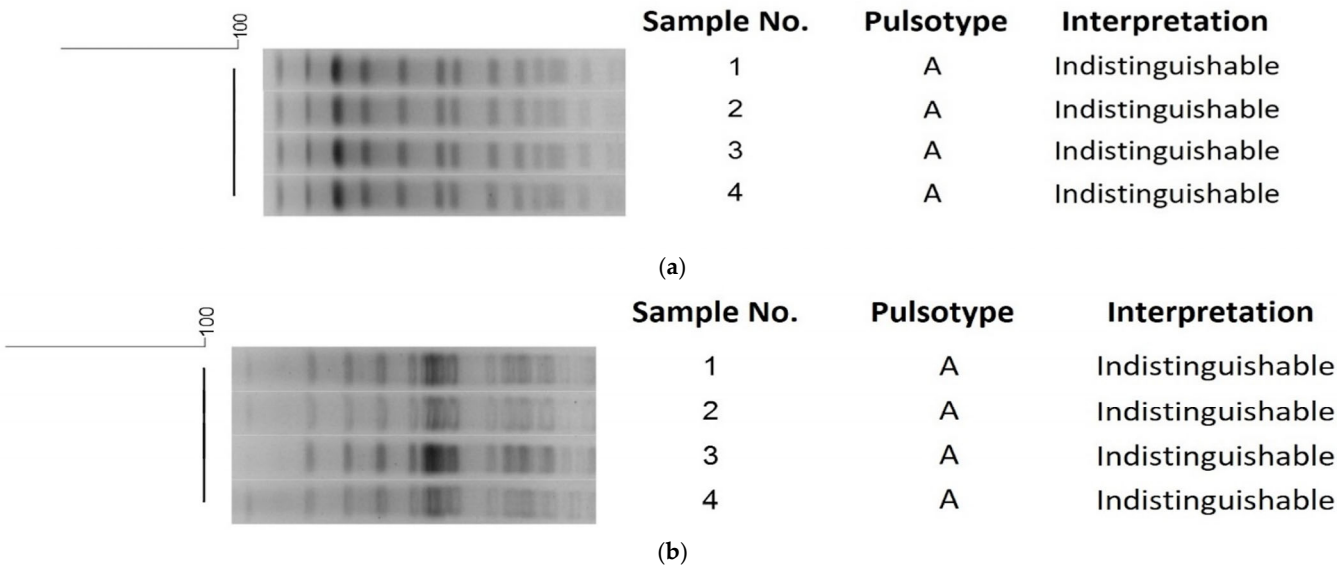 100
Sample No. Pulsotype Interpretation
1 A Indistinguishable
2 A Indistinguishable
3 A Indistinguishable
4 A Indistinguishable
(a)
100
Sample No. Pulsotype Interpretation
1 A Indistinguishable
2 A Indistinguishable
3 A Indistinguishable
4 A Indistinguishable
(b)